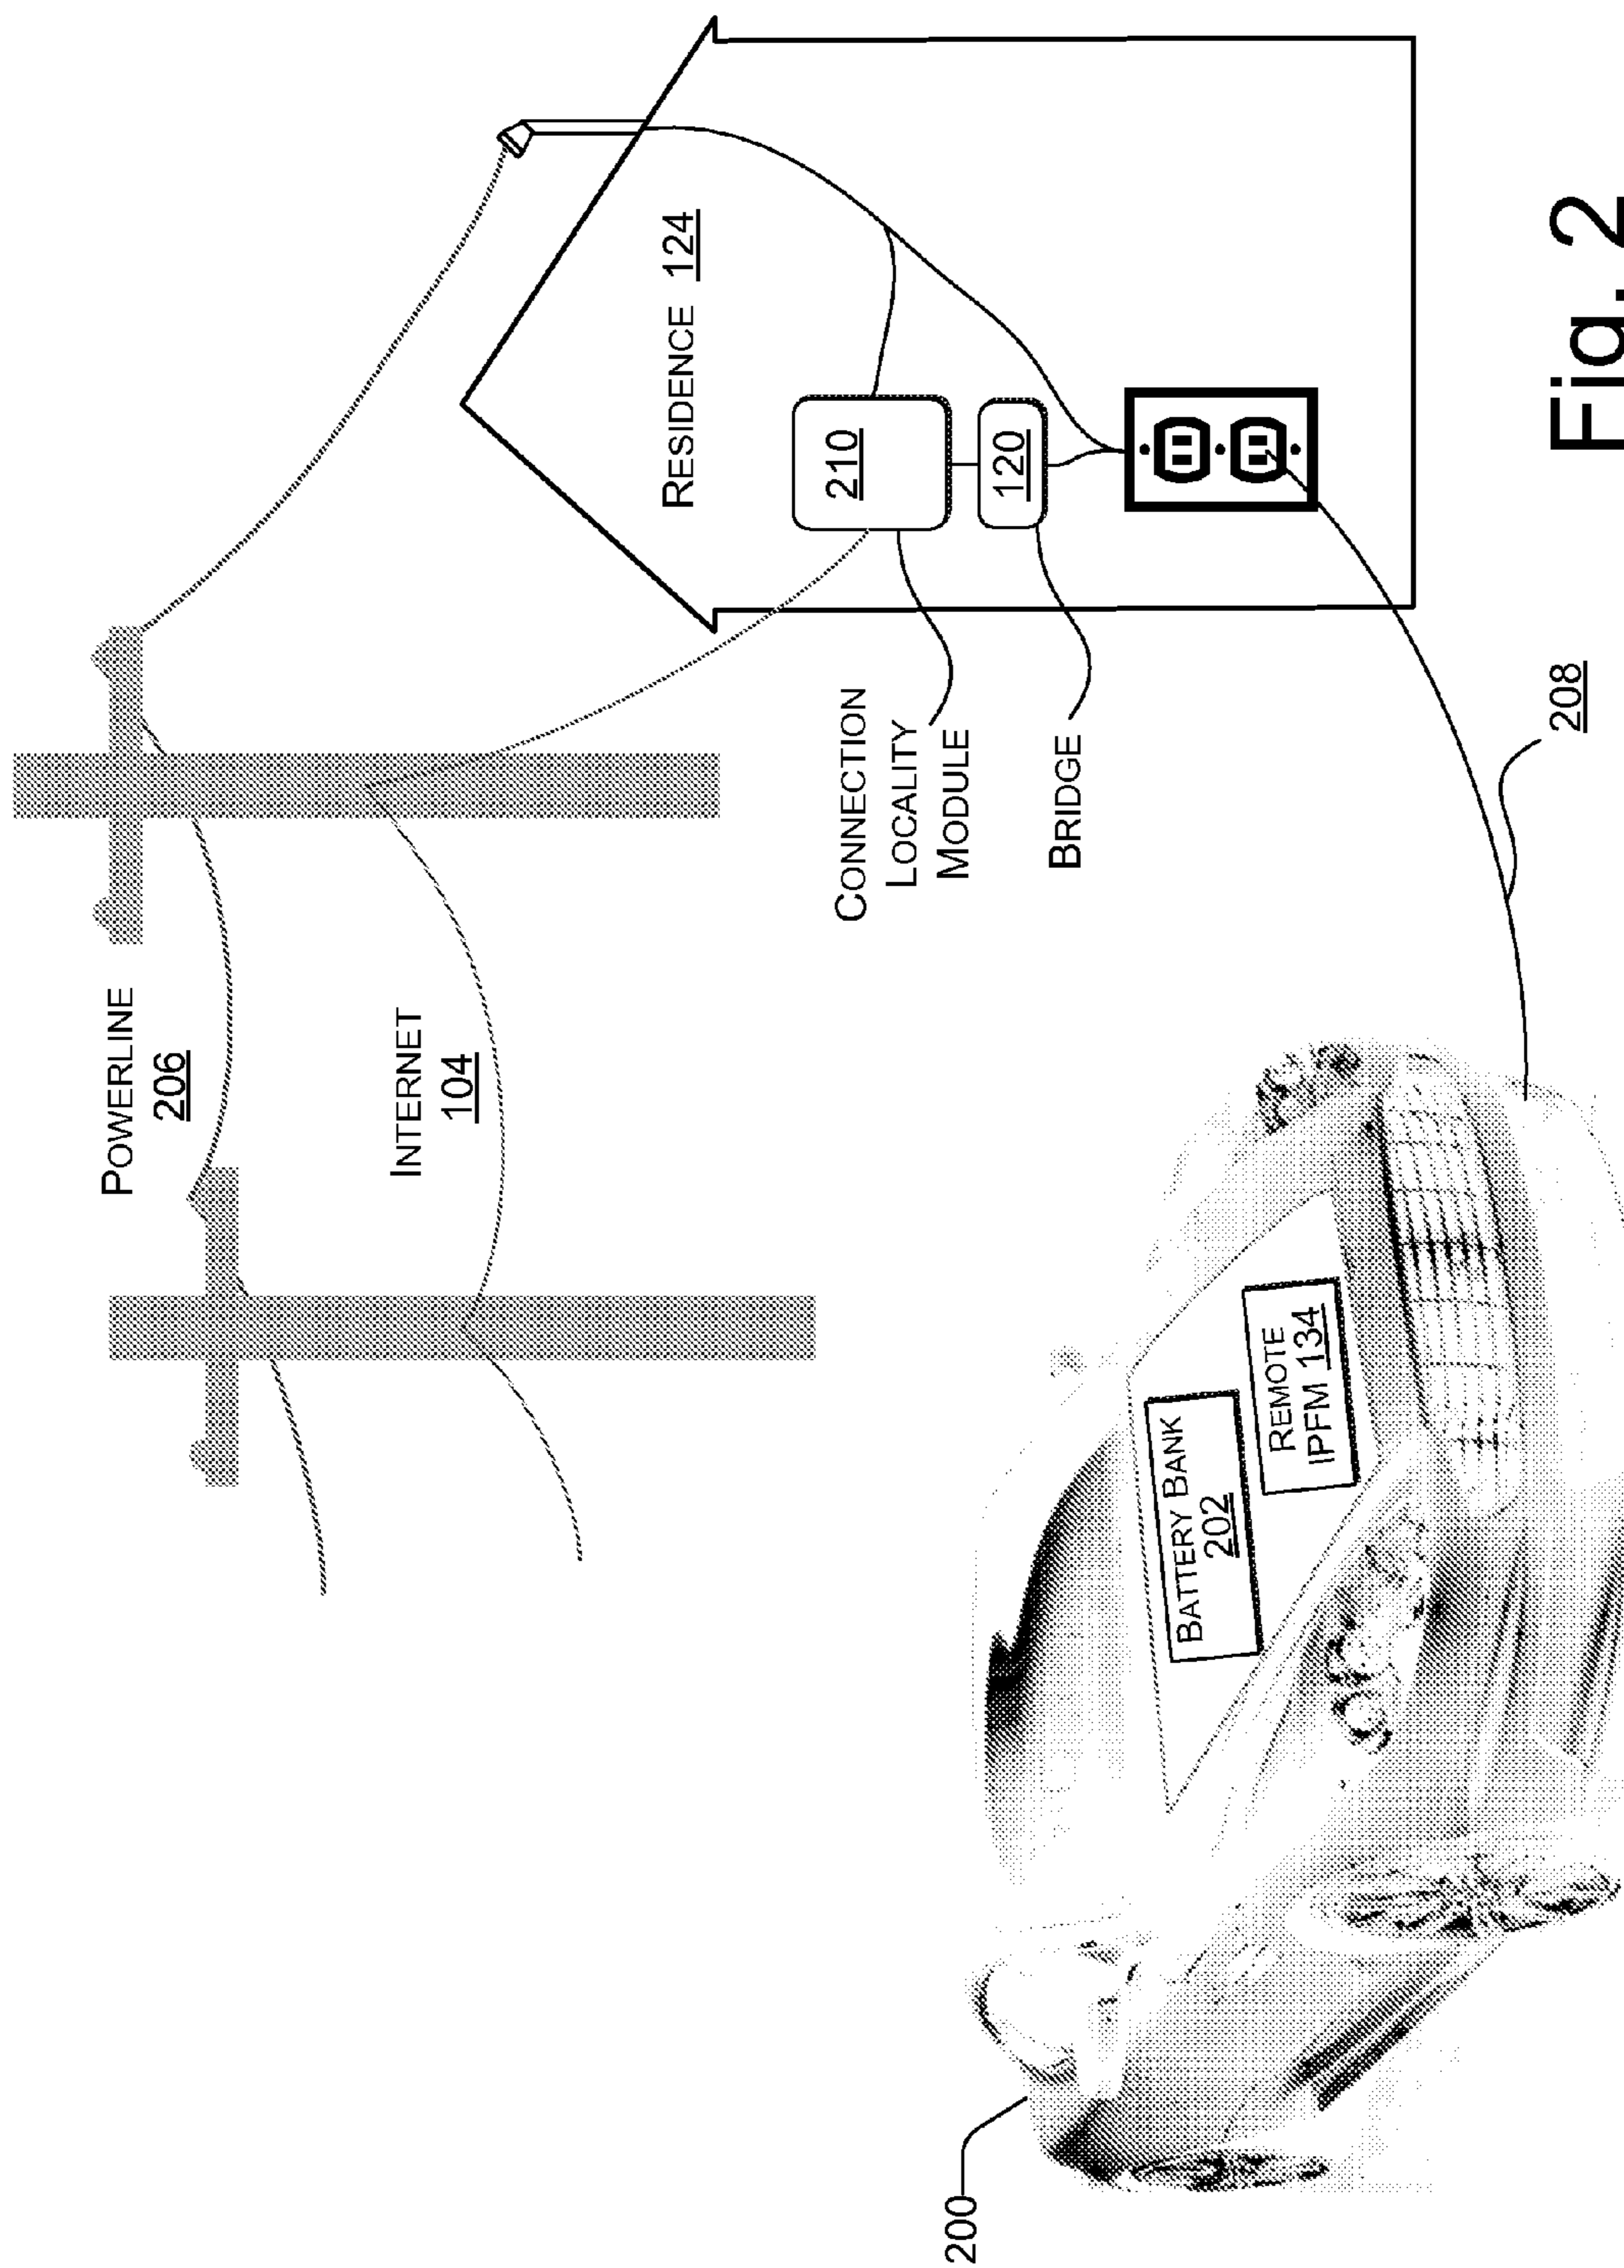 POWERLINE
206
INTERNET
104
RESIDENCE 124
210
120
CONNECTION
LOCALITY
MODULE
BRIDGE
BATTERY BANK
202
REMOTE
IPFM 134
200
208
Fig. 2